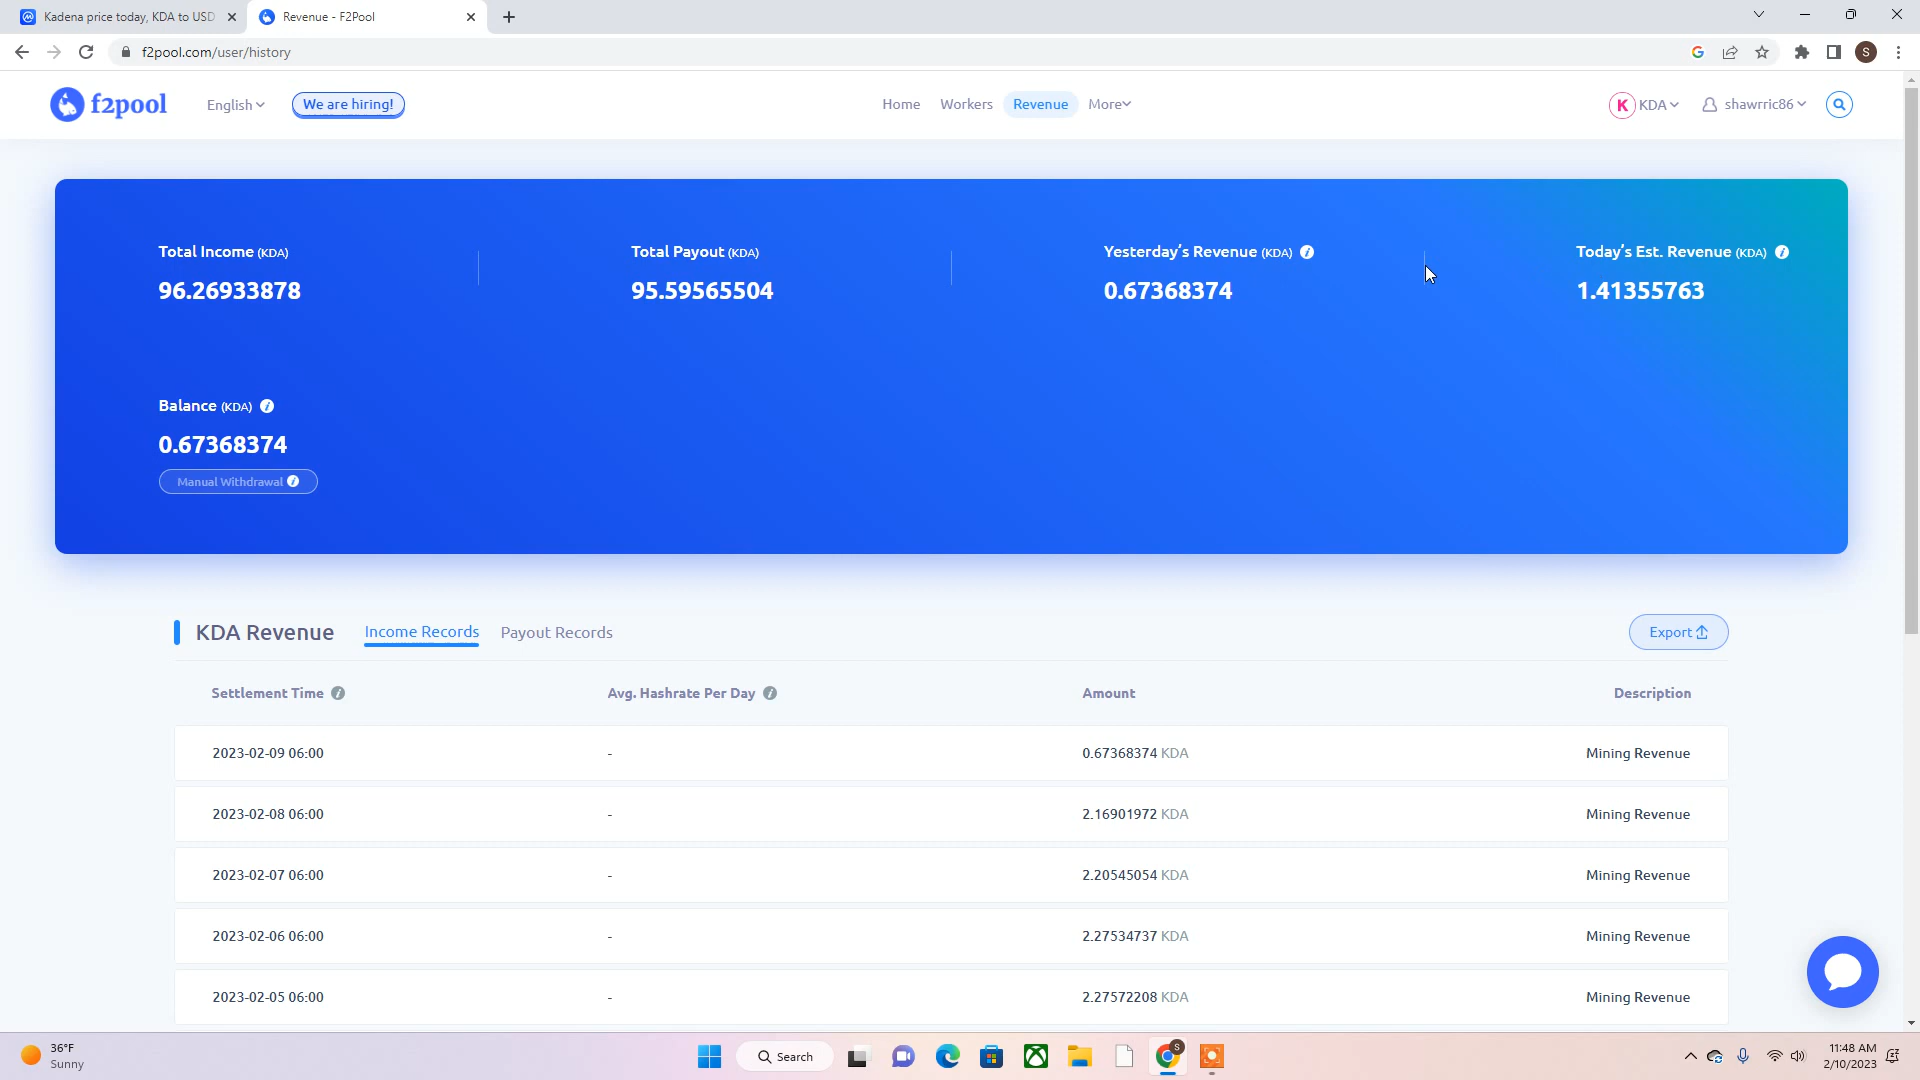 Kadena price today, KDA to USD
Revenue - F2Pool
f2pool.com/user/history
S
f2pool
English
We are hiring!
Home
Workers
Revenue
More
K
KDA
shawrric86
Total Income (KDA)
96.26933878
Total Payout (KDA)
95.59565504
Yesterday's Revenue (KDA)
0.67368374
Today's Est. Revenue (KDA)
1.41355763
Balance (KDA)
0.67368374
Manual Withdrawal
KDA Revenue
Income Records
Payout Records
Export
Settlement Time
Avg. Hashrate Per Day
Amount
Description
2023-02-09 06:00 - 0.67368374 KDA Mining Revenue
2023-02-08 06:00 - 2.16901972 KDA Mining Revenue
2023-02-07 06:00 - 2.20545054 KDA Mining Revenue
2023-02-06 06:00 - 2.27534737 KDA Mining Revenue
2023-02-05 06:00 - 2.27572208 KDA Mining Revenue
36°F
Sunny
Search
S
11:48 AM
2/10/2023